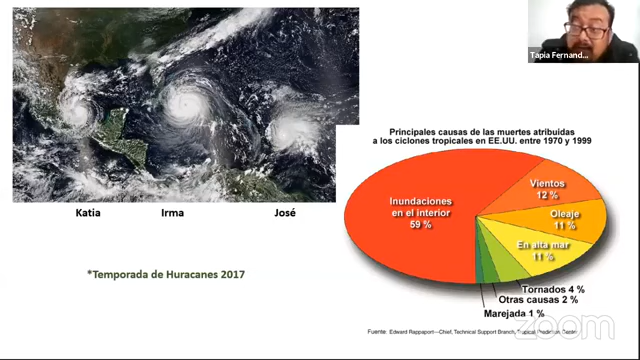 Tapia Fernand...
Principales causas de las muertes atribuidas
a los ciclones tropicales en EE.UU. entre 1970 y 1999
Inundaciones
en el interior
59 %
Vientos
12 %
Oleaje
11 %
En alta mar
11 %
Tornados 4 %
Otras causas 2 %
Marejada 1 %
Katia Irma José
*Temporada de Huracanes 2017
Fuente: Edward Rappaport—Chief, Technical Support Branch, Tropical Prediction Center
zoom